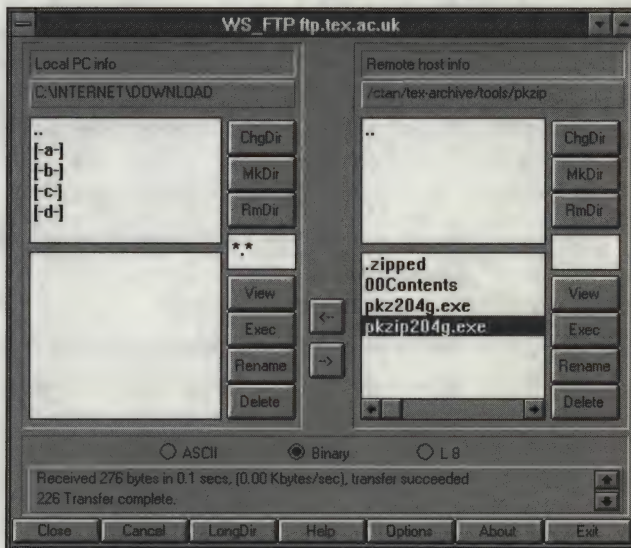 WS_FTP ftp.tex.ac.uk
Local PC info
C:\INTERNET\DOWNLOAD
..
[-a-]
[-b-]
[-c-]
[-d-]
ChgDir
MkDir
RmDir
*.*
View
Exec
Rename
Delete
<--
-->
Remote host info
/ctan/tex-archive/tools/pkzip
..
ChgDir
MkDir
RmDir
.zipped
00Contents
pkz204g.exe
pkzip204g.exe
View
Exec
Rename
Delete
ASCII Binary L 8
Received 276 bytes in 0.1 secs, (0.00 Kbytes/sec), transfer succeeded
226 Transfer complete.
Close Cancel LongDir Help Options About Exit